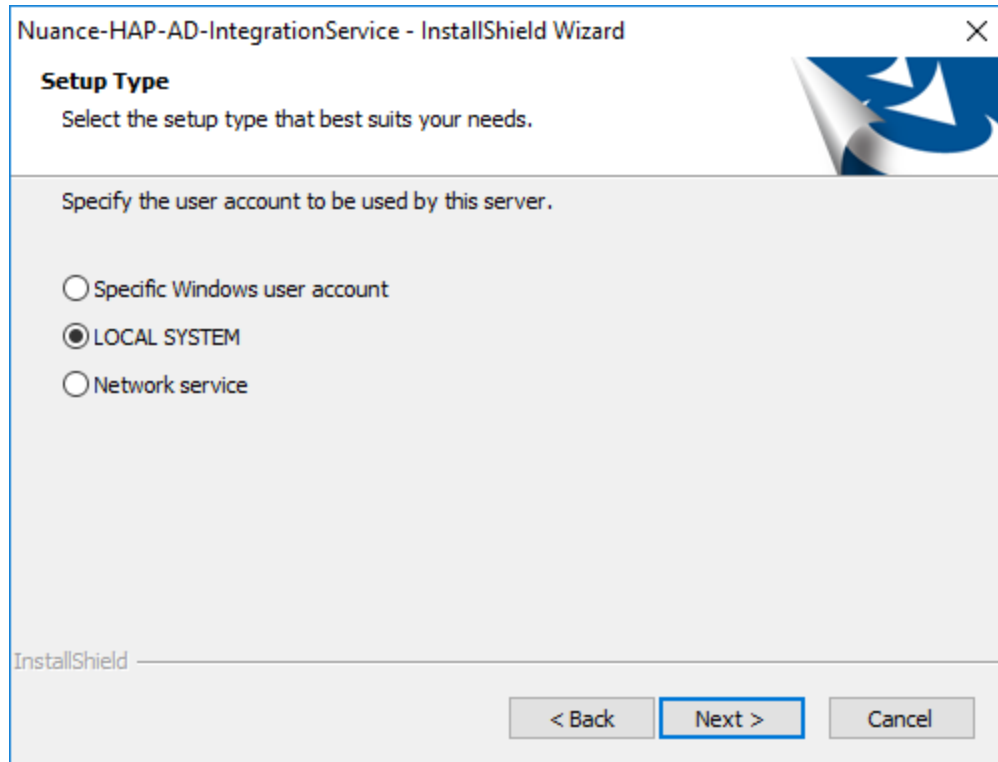 Nuance-HAP-AD-IntegrationService - InstallShield Wizard
Setup Type
Select the setup type that best suits your needs.
Specify the user account to be used by this server.
Specific Windows user account
LOCAL SYSTEM
Network service
InstallShield
< Back Next > Cancel